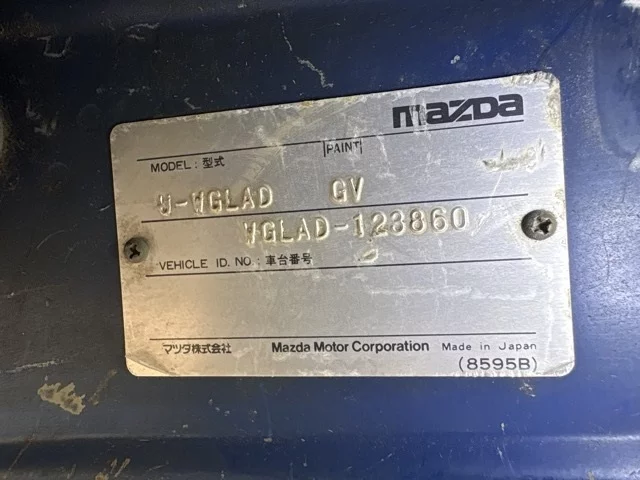 mazda
MODEL : 型式 PAINT
U-WGLAD GV
WGLAD-123860
VEHICLE ID. NO. : 車台番号
マツダ株式会社 Mazda Motor Corporation Made in Japan
(8595B)